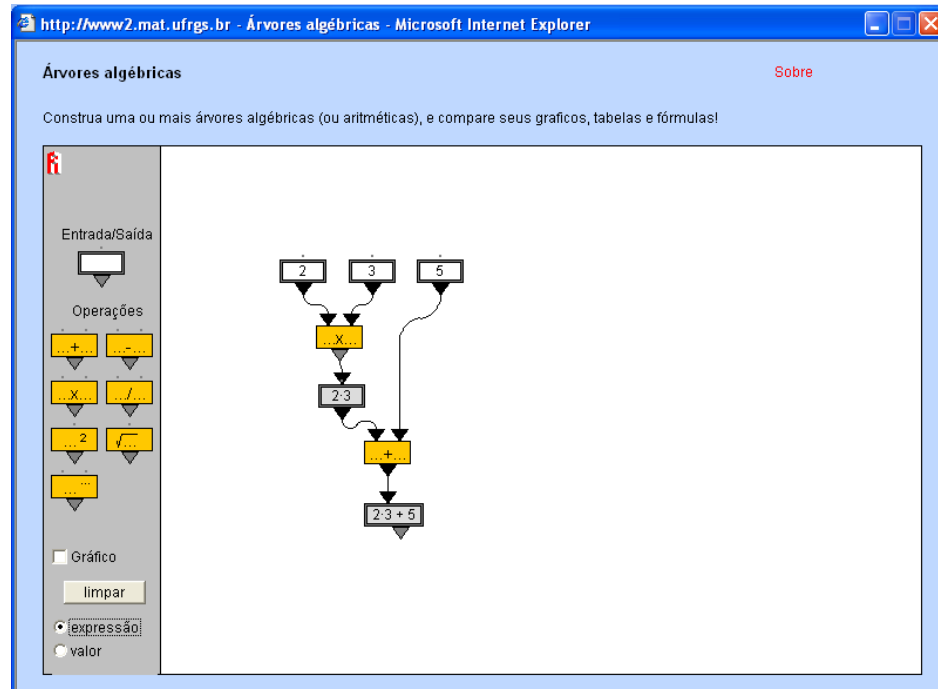 http://www2.mat.ufrgs.br - Árvores algébricas - Microsoft Internet Explorer
Árvores algébricas
Sobre
Construa uma ou mais árvores algébricas (ou aritméticas), e compare seus graficos, tabelas e fórmulas!
Entrada/Saída
Operações
...+...
...-...
...x...
.../...
...²
√...
... ...
Gráfico
limpar
expressão
valor
2
3
5
...x...
2·3
...+...
2·3 + 5